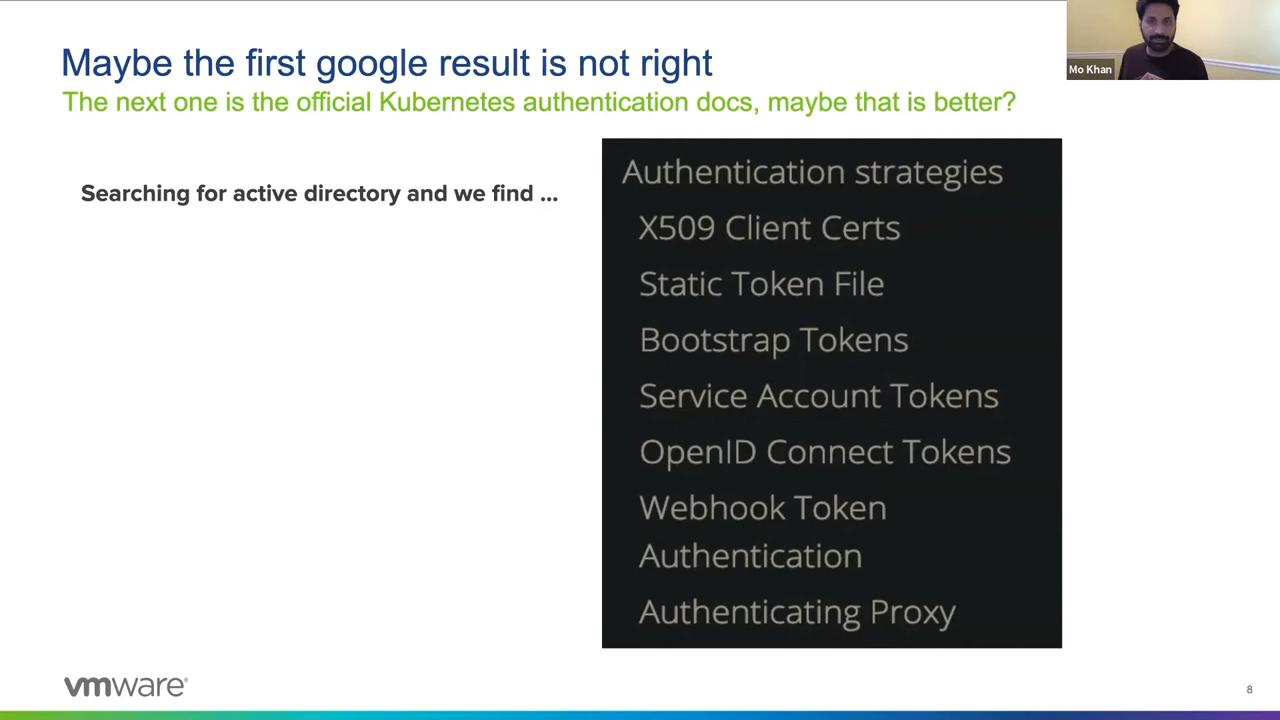 Maybe the first google result is not right
The next one is the official Kubernetes authentication docs, maybe that is better?
Mo Khan
Searching for active directory and we find ...
Authentication strategies
X509 Client Certs
Static Token File
Bootstrap Tokens
Service Account Tokens
OpenID Connect Tokens
Webhook Token
Authentication
Authenticating Proxy
vmware®
8